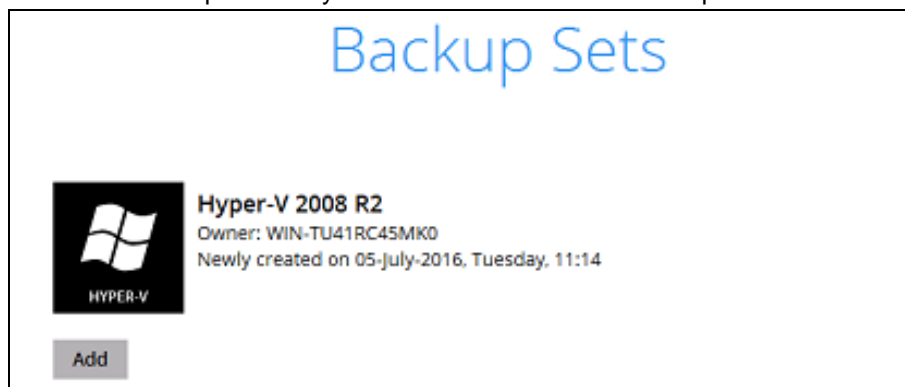 Backup Sets
Hyper-V 2008 R2
Owner: WIN-TU41RC45MK0
Newly created on 05-July-2016, Tuesday, 11:14
HYPER-V
Add